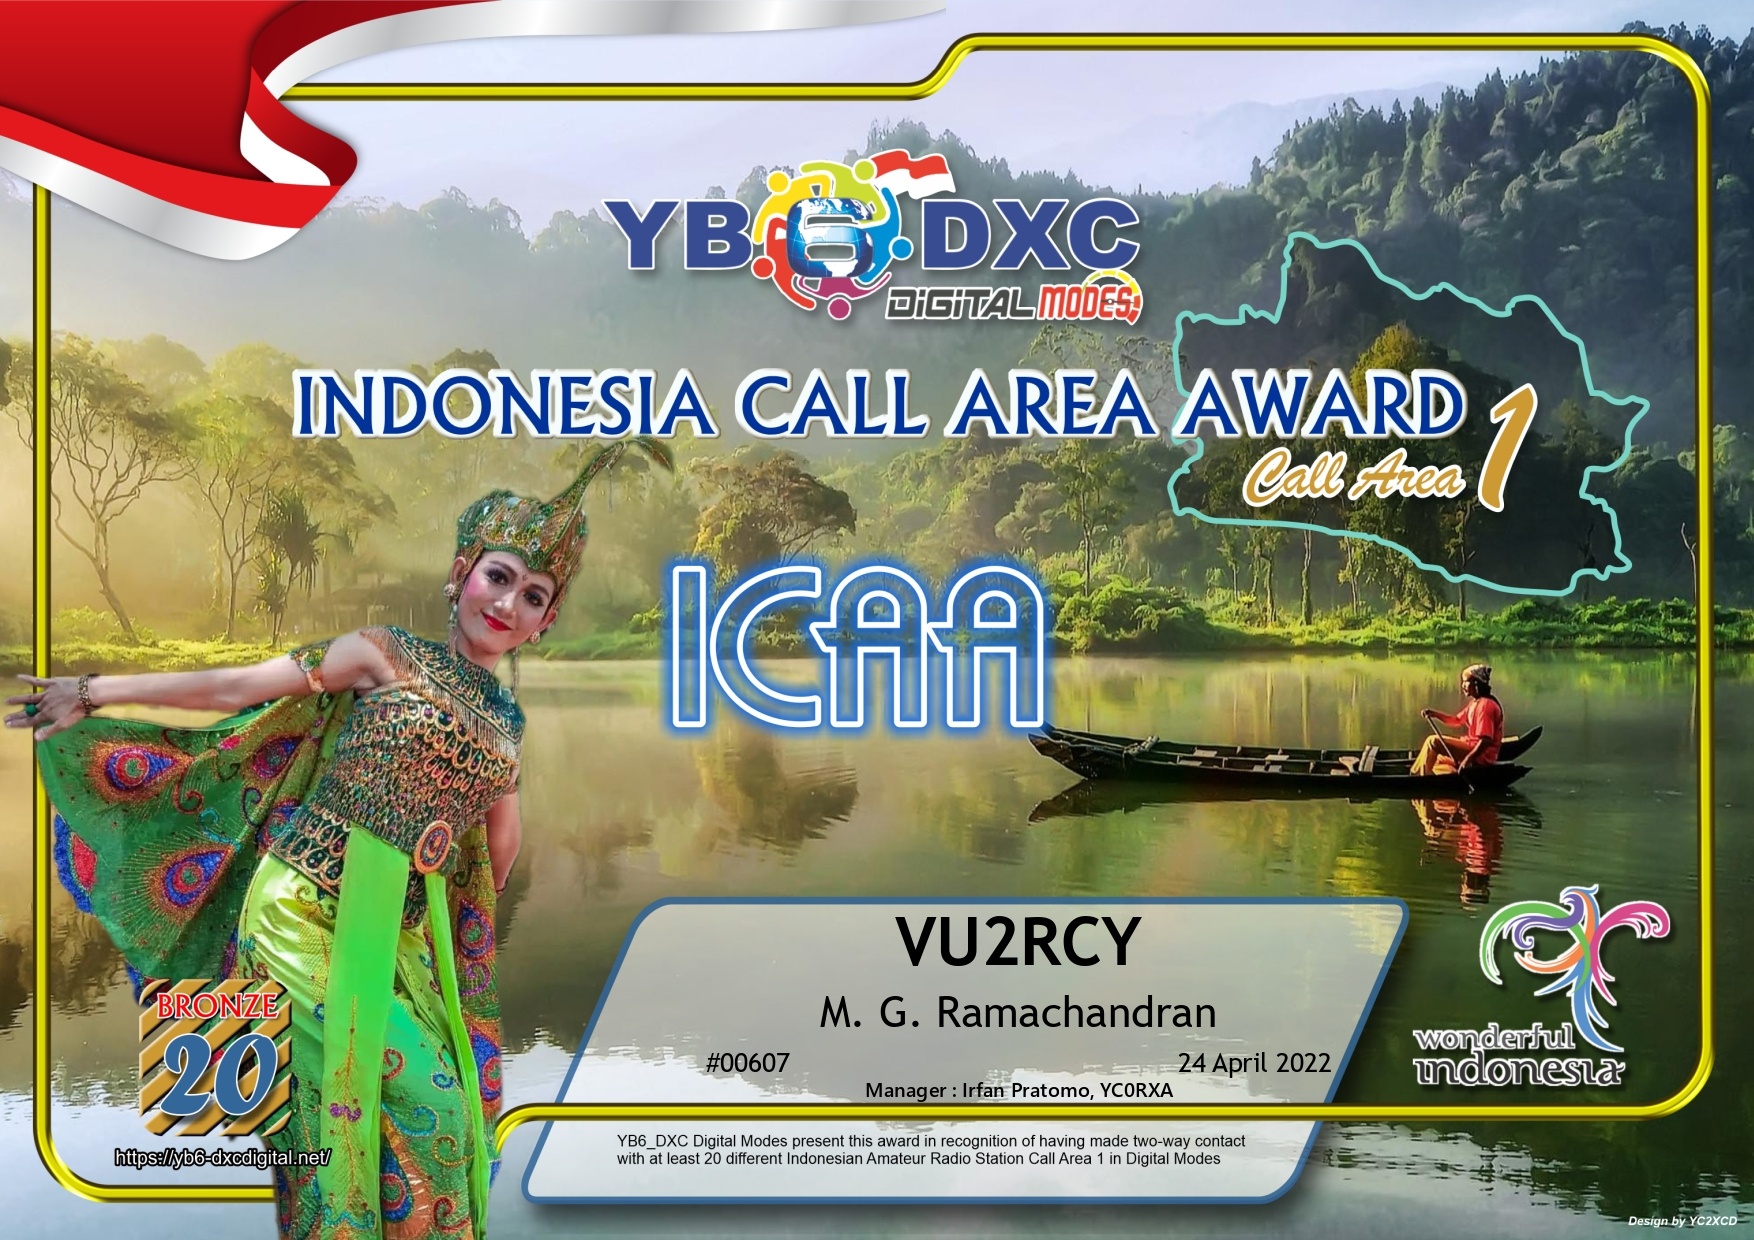 YB6DXC
DIGITAL MODES
INDONESIA CALL AREA AWARD
Call Area 1
ICAA
VU2RCY
M. G. Ramachandran
#00607
24 April 2022
Manager : Irfan Pratomo, YC0RXA
YB6_DXC Digital Modes present this award in recognition of having made two-way contact
with at least 20 different Indonesian Amateur Radio Station Call Area 1 in Digital Modes
BRONZE
20
https://yb6-dxcdigital.net/
wonderful
indonesia
Design by YC2XCD